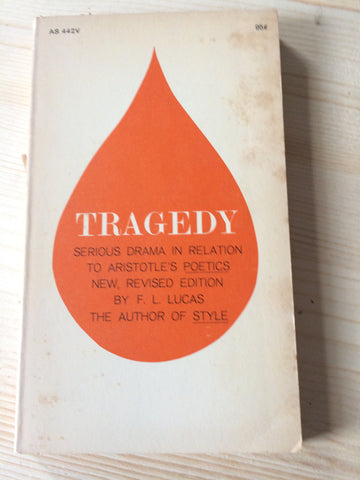 AS 442V 95¢
TRAGEDY
SERIOUS DRAMA IN RELATION
TO ARISTOTLE'S POETICS
NEW, REVISED EDITION
BY F. L. LUCAS
THE AUTHOR OF STYLE